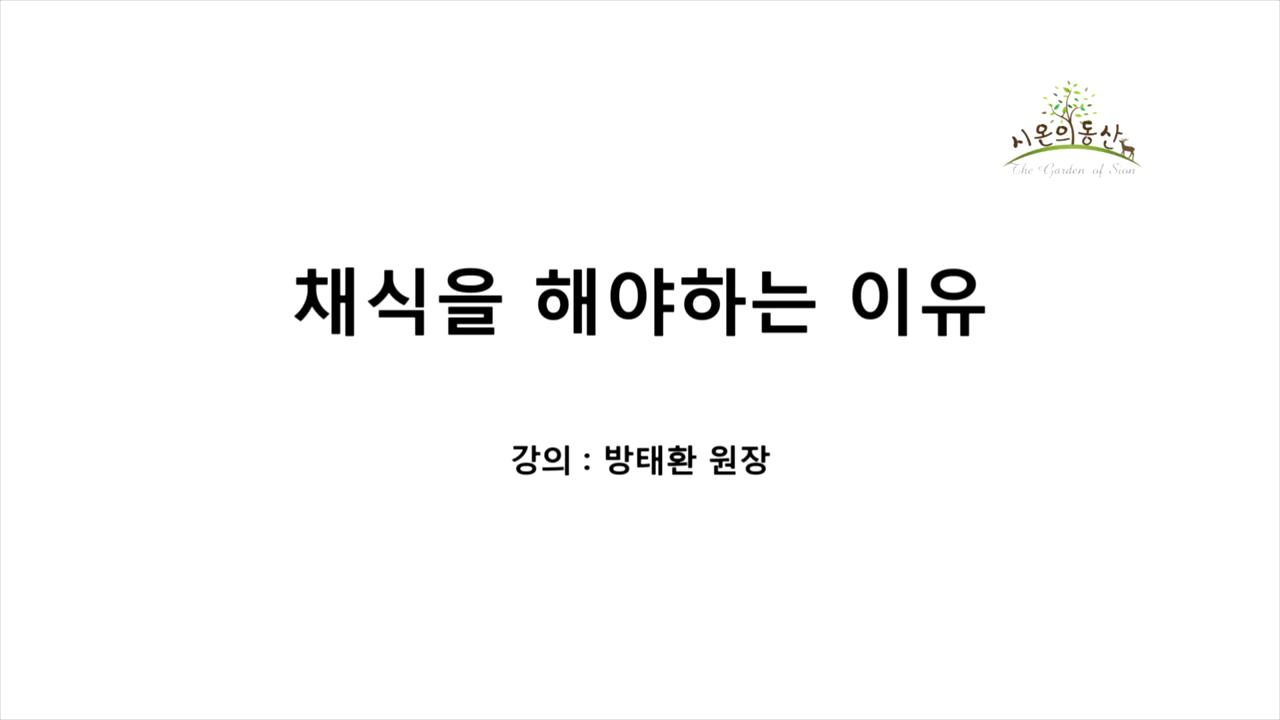 시온의동산
The Garden of Sion
채식을 해야하는 이유
강의 : 방태환 원장